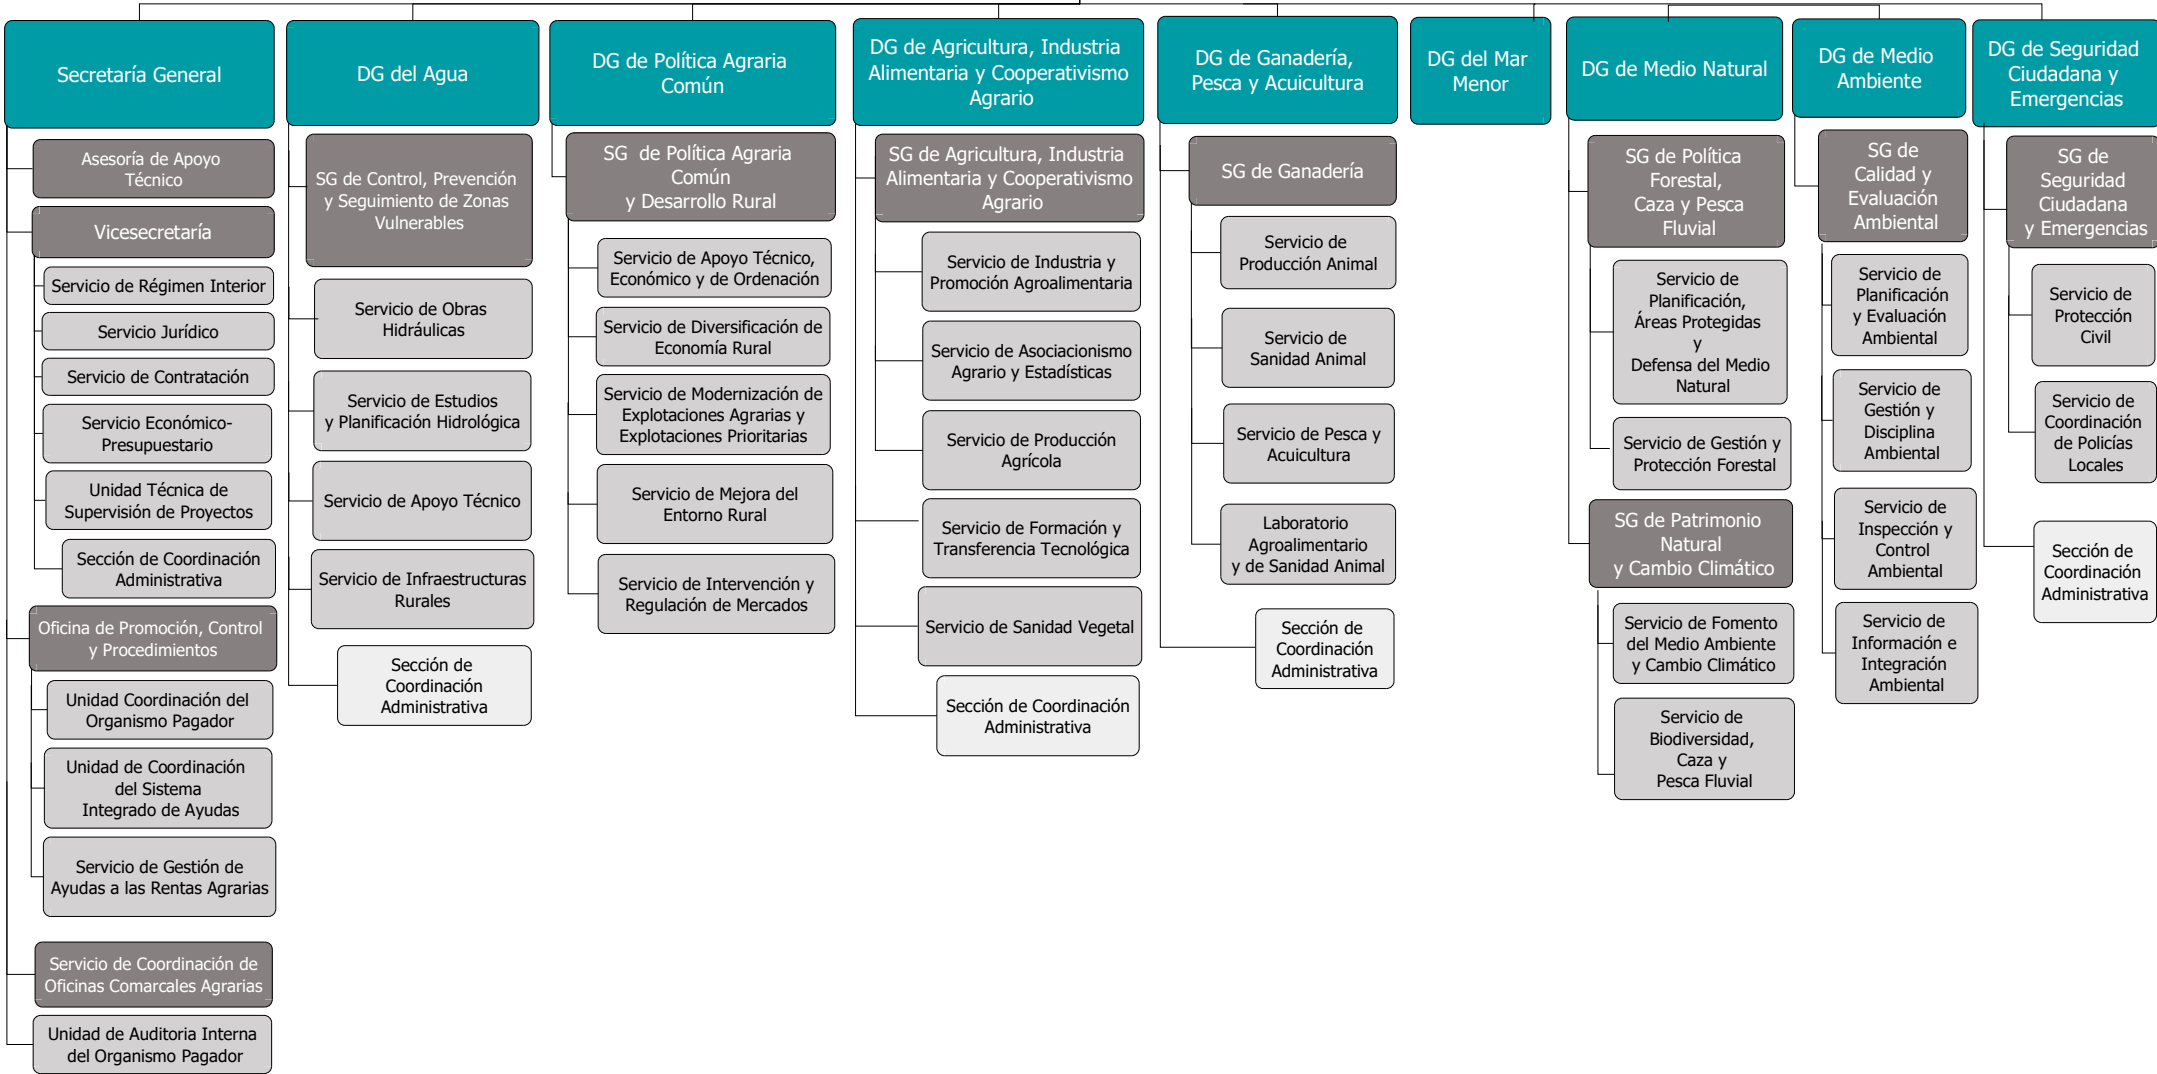 Secretaría General
Asesoría de Apoyo
Técnico
Vicesecretaría
Servicio de Régimen Interior
Servicio Jurídico
Servicio de Contratación
Servicio Económico-
Presupuestario
Unidad Técnica de
Supervisión de Proyectos
Sección de Coordinación
Administrativa
Oficina de Promoción, Control
y Procedimientos
Unidad Coordinación del
Organismo Pagador
Unidad de Coordinación
del Sistema
Integrado de Ayudas
Servicio de Gestión de
Ayudas a las Rentas Agrarias
Servicio de Coordinación de
Oficinas Comarcales Agrarias
Unidad de Auditoria Interna
del Organismo Pagador
DG del Agua
SG de Control, Prevención
y Seguimiento de Zonas
Vulnerables
Servicio de Obras
Hidráulicas
Servicio de Estudios
y Planificación Hidrológica
Servicio de Apoyo Técnico
Servicio de Infraestructuras
Rurales
Sección de
Coordinación
Administrativa
DG de Política Agraria
Común
SG de Política Agraria
Común
y Desarrollo Rural
Servicio de Apoyo Técnico,
Económico y de Ordenación
Servicio de Diversificación de
Economía Rural
Servicio de Modernización de
Explotaciones Agrarias y
Explotaciones Prioritarias
Servicio de Mejora del
Entorno Rural
Servicio de Intervención y
Regulación de Mercados
DG de Agricultura, Industria
Alimentaria y Cooperativismo
Agrario
SG de Agricultura, Industria
Alimentaria y Cooperativismo
Agrario
Servicio de Industria y
Promoción Agroalimentaria
Servicio de Asociacionismo
Agrario y Estadísticas
Servicio de Producción
Agrícola
Servicio de Formación y
Transferencia Tecnológica
Servicio de Sanidad Vegetal
Sección de Coordinación
Administrativa
DG de Ganadería,
Pesca y Acuicultura
SG de Ganadería
Servicio de
Producción Animal
Servicio de
Sanidad Animal
Servicio de Pesca y
Acuicultura
Laboratorio
Agroalimentario
y de Sanidad Animal
Sección de
Coordinación
Administrativa
DG del Mar
Menor
DG de Medio Natural
SG de Política
Forestal,
Caza y Pesca
Fluvial
Servicio de
Planificación,
Áreas Protegidas
y
Defensa del Medio
Natural
Servicio de Gestión y
Protección Forestal
SG de Patrimonio
Natural
y Cambio Climático
Servicio de Fomento
del Medio Ambiente
y Cambio Climático
Servicio de
Biodiversidad,
Caza y
Pesca Fluvial
DG de Medio
Ambiente
SG de
Calidad y
Evaluación
Ambiental
Servicio de
Planificación
y Evaluación
Ambiental
Servicio de
Gestión y
Disciplina
Ambiental
Servicio de
Inspección y
Control
Ambiental
Servicio de
Información e
Integración
Ambiental
DG de Seguridad
Ciudadana y
Emergencias
SG de
Seguridad
Ciudadana
y Emergencias
Servicio de
Protección
Civil
Servicio de
Coordinación
de Policías
Locales
Sección de
Coordinación
Administrativa